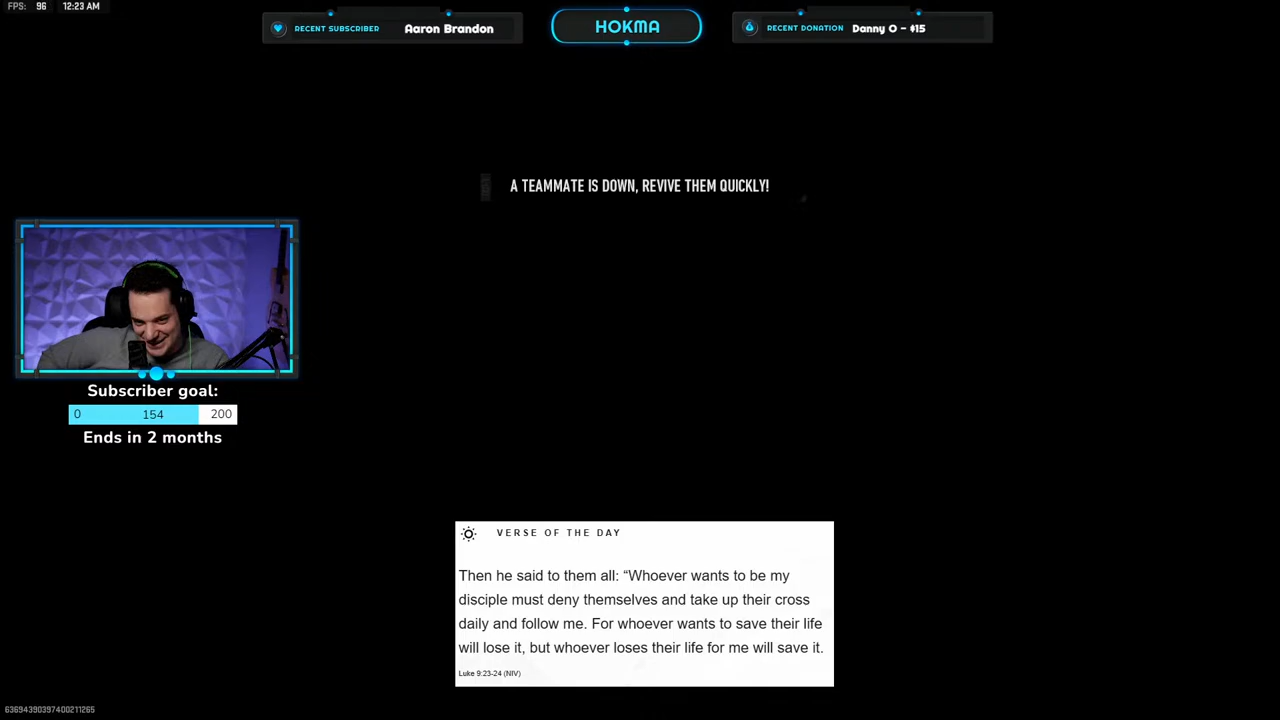 FPS: 96 12:23 AM
RECENT SUBSCRIBER Aaron Brandon
HOKMA
RECENT DONATION Danny O - $15
A TEAMMATE IS DOWN, REVIVE THEM QUICKLY!
Subscriber goal:
0 154 200
Ends in 2 months
VERSE OF THE DAY
Then he said to them all: “Whoever wants to be my
disciple must deny themselves and take up their cross
daily and follow me. For whoever wants to save their life
will lose it, but whoever loses their life for me will save it.
Luke 9:23-24 (NIV)
63694390397400211265